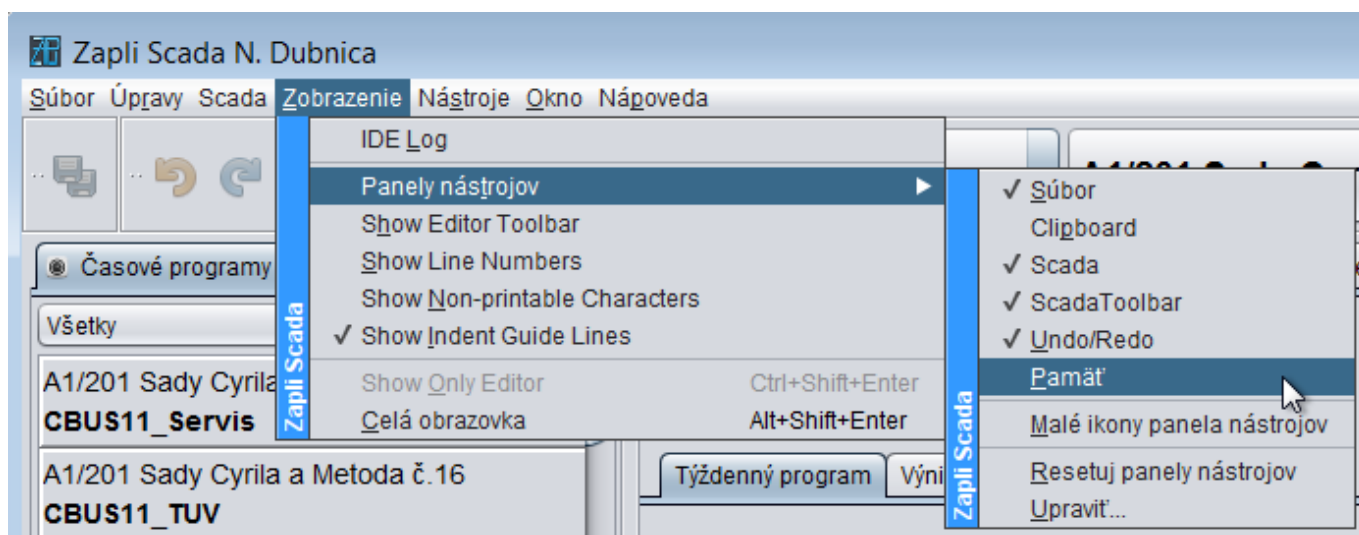 Zapli Scada N. Dubnica
Súbor Úpravy Scada Zobrazenie Nástroje Okno Nápoveda
IDE Log
Panely nástrojov
Show Editor Toolbar
Show Line Numbers
Show Non-printable Characters
✓ Show Indent Guide Lines
Show Only Editor Ctrl+Shift+Enter
Celá obrazovka Alt+Shift+Enter
Zapli Scada
✓ Súbor
Clipboard
✓ Scada
✓ ScadaToolbar
✓ Undo/Redo
Pamäť
Malé ikony panela nástrojov
Resetuj panely nástrojov
Upraviť...
Zapli Scada
Časové programy
Všetky
A1/201 Sady Cyrila
CBUS11_Servis
A1/201 Sady Cyrila a Metoda č.16
CBUS11_TUV
Týždenný program Výni